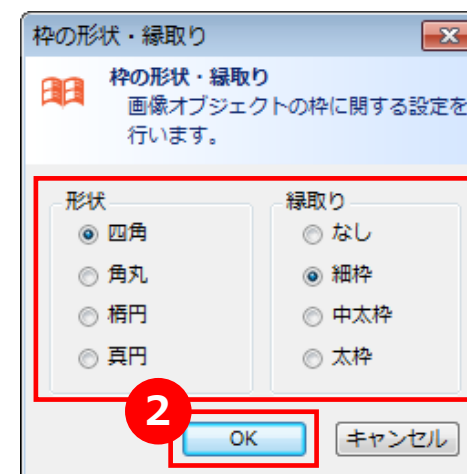 枠の形状・縁取り
枠の形状・縁取り
画像オブジェクトの枠に関する設定を
行います。
形状
四角
角丸
楕円
真円
縁取り
なし
細枠
中太枠
太枠
2
OK
キャンセル